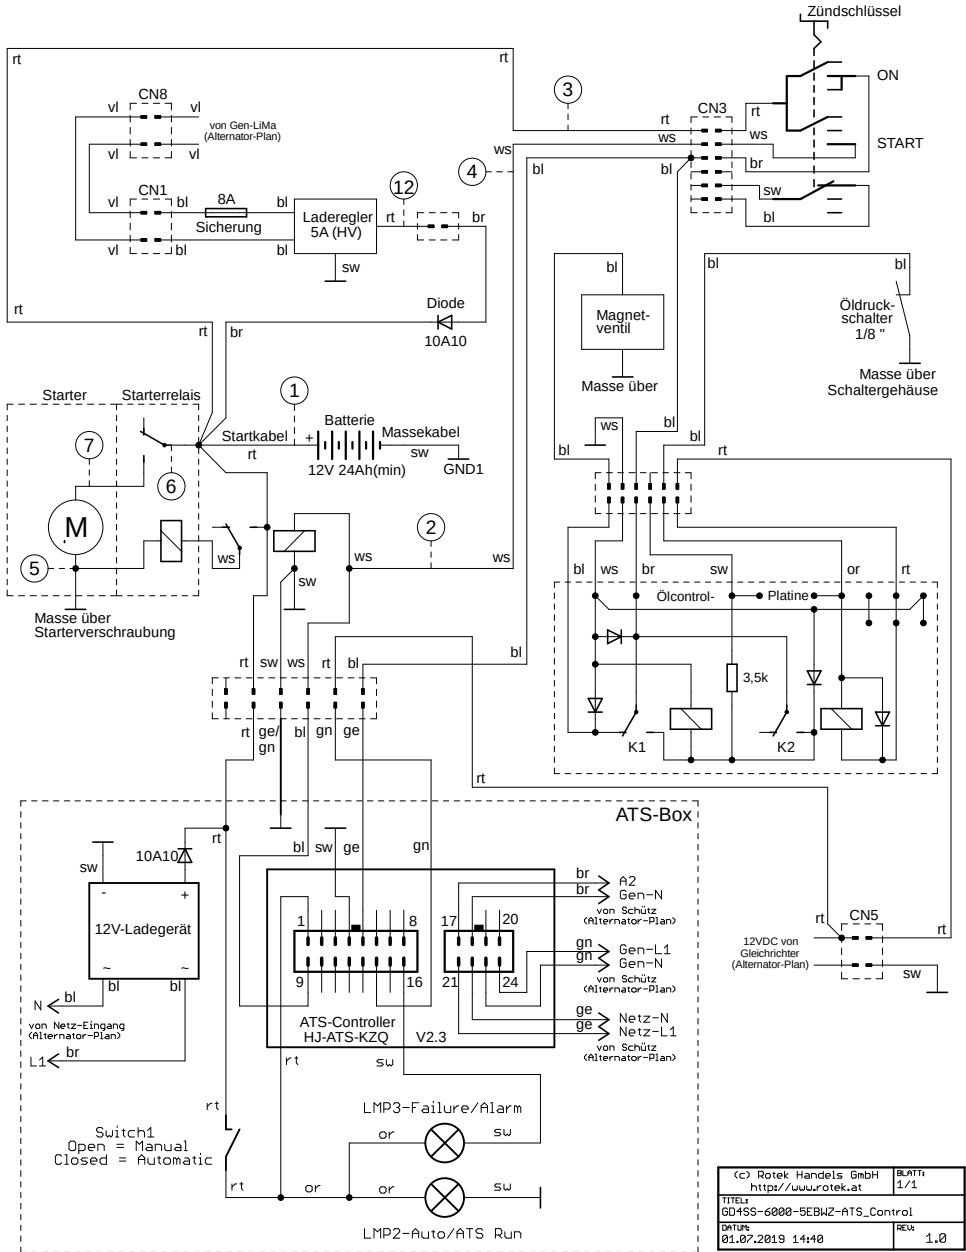 Zündschlüssel
rt
rt
ON
3
CN8
CN3
vl
vl
rt
von Gen-LiMa
(Alternator-Plan)
rt
ws
ws
START
vl
vl
ws
4
bl
bl
br
12
CN1
sw
vl
bl
8A
bl
Laderegler
5A (HV)
rt
br
bl
Sicherung
vl
bl
bl
sw
bl
bl
bl
rt
Diode
10A10
rt
br
Magnet-
ventil
Öldruck-
schalter
1/8 "
Masse über
Masse über
Schaltergehäuse
Starter
Starterrelais
1
Batterie
Startkabel
+
Massekabel
rt
sw
12V 24Ah(min)
GND1
7
6
ws
bl
bl
bl
rt
M
2
5
ws
ws
ws
sw
Masse über
Starterverschraubung
bl
ws
br
sw
or
rt
Ölcontrol-
Platine
3,5k
K1
K2
bl
rt
sw
ws
rt
bl
rt
ge/
gn
bl
gn
ge
rt
ATS-Box
rt
bl
sw
ge
gn
10A10
sw
-
+
12V-Ladegerät
~
~
bl
bl
N
bl
von Netz-Eingang
(Alternator-Plan)
L1
br
1
8
17
20
9
16
21
24
ATS-Controller
HJ-ATS-KZQ
V2.3
br
A2
br
Gen-N
von Schütz
(Alternator-Plan)
gn
Gen-L1
gn
Gen-N
von Schütz
(Alternator-Plan)
ge
Netz-N
ge
Netz-L1
von Schütz
(Alternator-Plan)
rt
CN5
rt
12VDC von
Gleichrichter
(Alternator-Plan)
sw
rt
sw
rt
LMP3-Failure/Alarm
Switch1
Open = Manual
Closed = Automatic
or
sw
rt
or
or
sw
LMP2-Auto/ATS Run
(c) Rotek Handels GmbH
http://www.rotek.at
BLATT:
1/1
TITEL:
GD4SS-6000-5EBWZ-ATS_Control
DATUM:
01.07.2019 14:40
REV:
1.0